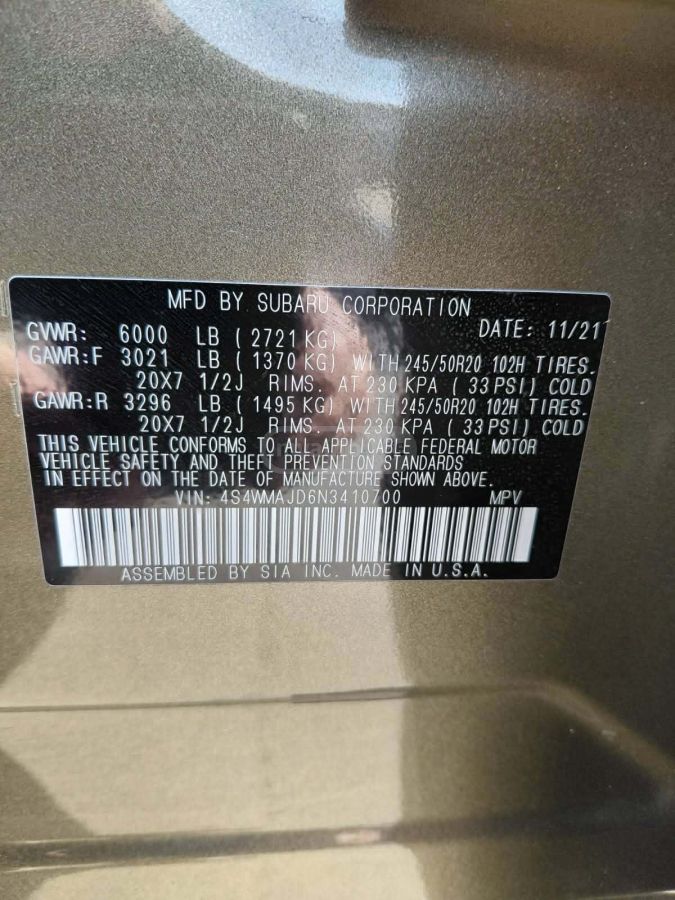 MFD BY SUBARU CORPORATION
GVWR: 6000 LB ( 2721 KG) DATE: 11/21
GAWR:F 3021 LB ( 1370 KG) WITH 245/50R20 102H TIRES.
20X7 1/2J RIMS. AT 230 KPA ( 33 PSI) COLD
GAWR:R 3296 LB ( 1495 KG) WITH 245/50R20 102H TIRES.
20X7 1/2J RIMS. AT 230 KPA ( 33 PSI) COLD
THIS VEHICLE CONFORMS TO ALL APPLICABLE FEDERAL MOTOR
VEHICLE SAFETY AND THEFT PREVENTION STANDARDS
IN EFFECT ON THE DATE OF MANUFACTURE SHOWN ABOVE.
VIN: 4S4WMAJD6N3410700 MPV
ASSEMBLED BY SIA INC. MADE IN U.S.A.